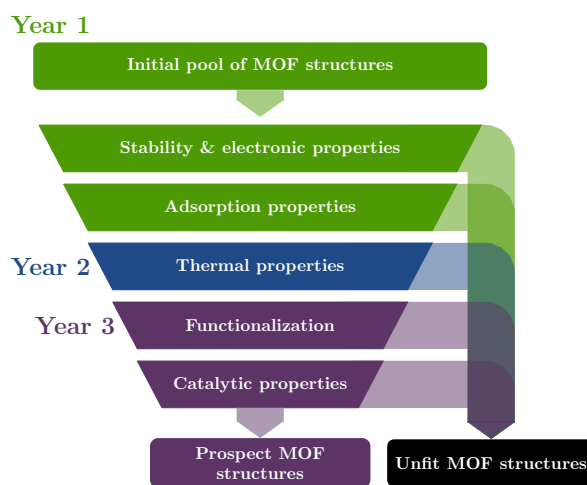 Year 1
Initial pool of MOF structures
Stability & electronic properties
Adsorption properties
Year 2
Thermal properties
Year 3
Functionalization
Catalytic properties
Prospect MOF
structures
Unfit MOF structures